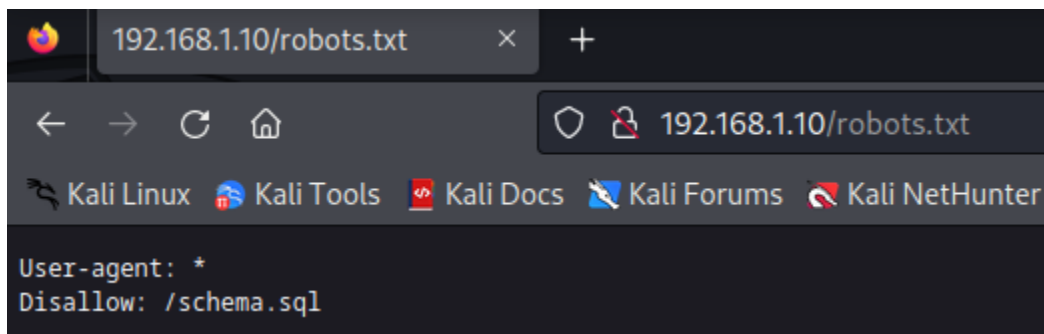 192.168.1.10/robots.txt
192.168.1.10/robots.txt
Kali Linux Kali Tools Kali Docs Kali Forums Kali NetHunter
User-agent: *
Disallow: /schema.sql